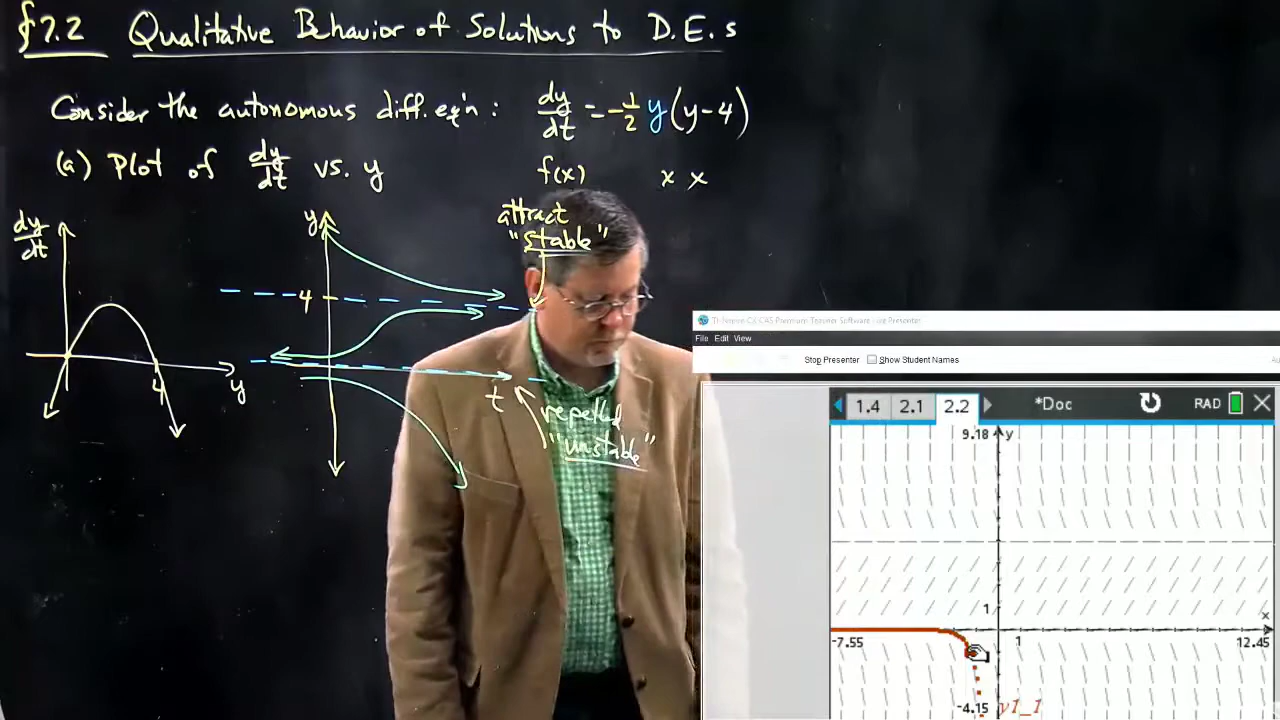 §7.2 Qualitative Behavior of Solutions to D.E.s
Consider the autonomous diff. eq'n: dy/dt = -1/2 y(y-4)
(a) Plot of dy/dt vs. y
f(x) x x
dy/dt
4
y
y
4
t
attract
"stable"
repelled
"unstable"
File Edit View
Stop Presenter Show Student Names
1.4 2.1 2.2 *Doc RAD
9.18 y
1
x
-7.55 1 12.45
-4.15 y1_1